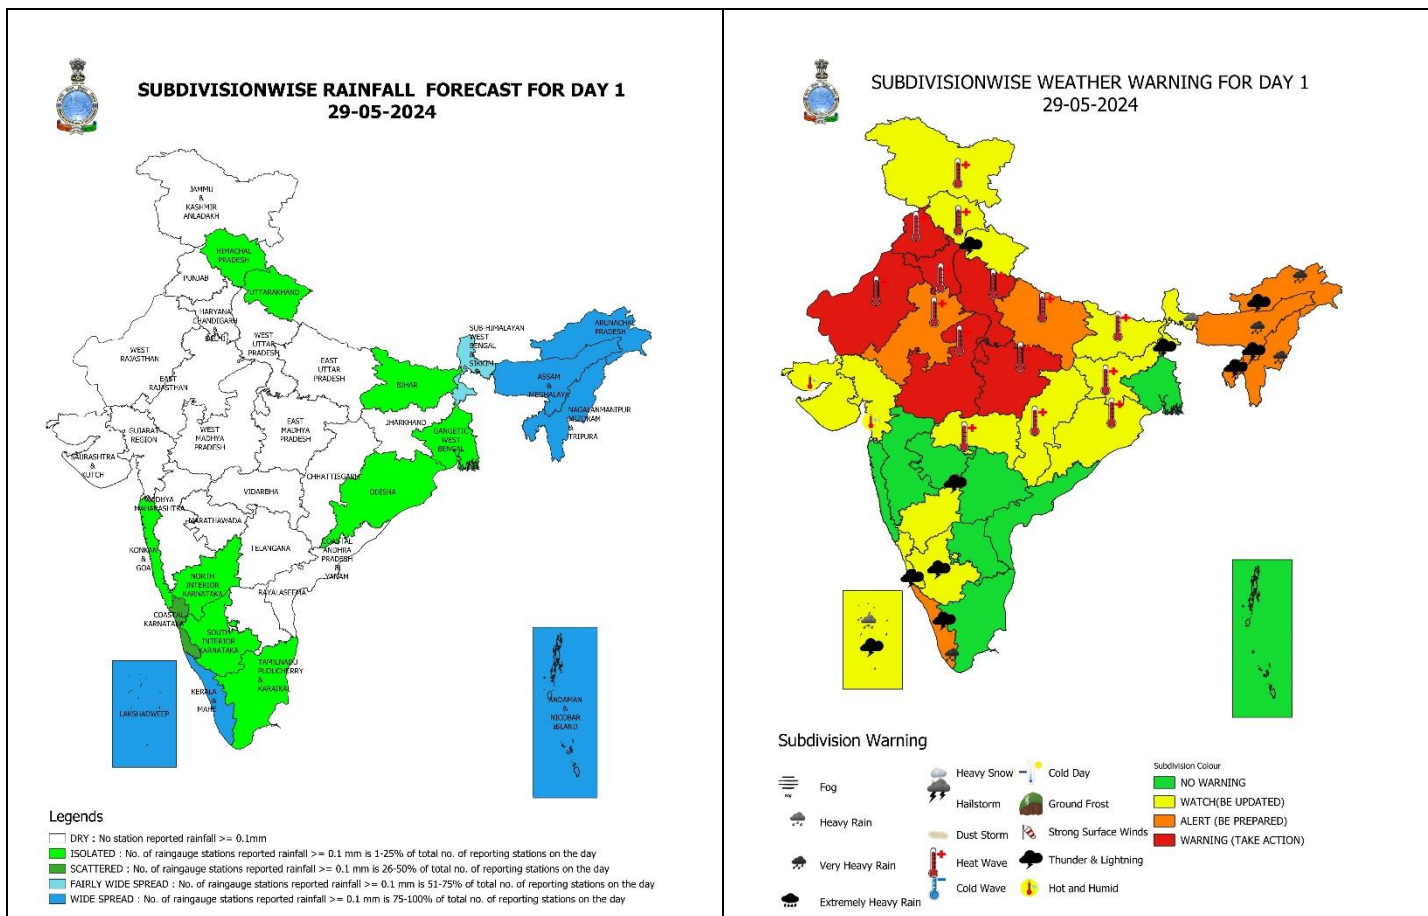 SUBDIVISIONWISE RAINFALL FORECAST FOR DAY 1
29-05-2024
JAMMU
&
KASHMIR
ANLADAKH
HIMACHAL
PRADESH
PUNJAB
UTTARAKHAND
HARYANA
CHANDIGARH
&
DELHI
WEST
UTTAR
PRADESH
WEST
RAJASTHAN
EAST
UTTAR
PRADESH
EAST
RAJASTHAN
SUB-HIMALAYAN
WEST
BENGAL
&
SIKKIM
ARUNACHAL
PRADESH
ASSAM
&
MEGHALAYA
NAGALANMANIPUR
MIZORAM
&
TRIPURA
BIHAR
JHARKHAND
GANGETIC
WEST
BENGAL
GUJARAT
REGION
WEST
MADHYA
PRADESH
EAST
MADHYA
PRADESH
SAURASHTRA
&
KUTCH
CHHATTISGARH
ODISHA
VIDARBHA
MADHYA
MAHARASHTRA
MARATHAWADA
KONKAN
&
GOA
TELANGANA
COASTAL
ANDHRA
PRADESH
&
YANAM
NORTH
INTERIOR
KARNATAKA
RAYALASEEMA
COASTAL
KARNATAKA
SOUTH
INTERIOR
KARNATAKA
TAMILNADU
PUDUCHERRY
&
KARAIKAL
KERALA
&
MAHE
LAKSHADWEEP
ANDAMAN
&
NICOBAR
ISLAND
Legends
DRY : No station reported rainfall >= 0.1mm
ISOLATED : No. of raingauge stations reported rainfall >= 0.1 mm is 1-25% of total no. of reporting stations on the day
SCATTERED : No. of raingauge stations reported rainfall >= 0.1 mm is 26-50% of total no. of reporting stations on the day
FAIRLY WIDE SPREAD : No. of raingauge stations reported rainfall >= 0.1 mm is 51-75% of total no. of reporting stations on the day
WIDE SPREAD : No. of raingauge stations reported rainfall >= 0.1 mm is 75-100% of total no. of reporting stations on the day
SUBDIVISIONWISE WEATHER WARNING FOR DAY 1
29-05-2024
Subdivision Warning
Fog
Heavy Rain
Very Heavy Rain
Extremely Heavy Rain
Heavy Snow
Hailstorm
Dust Storm
Heat Wave
Cold Wave
Cold Day
Ground Frost
Strong Surface Winds
Thunder & Lightning
Hot and Humid
Subdivision Colour
NO WARNING
WATCH(BE UPDATED)
ALERT (BE PREPARED)
WARNING (TAKE ACTION)